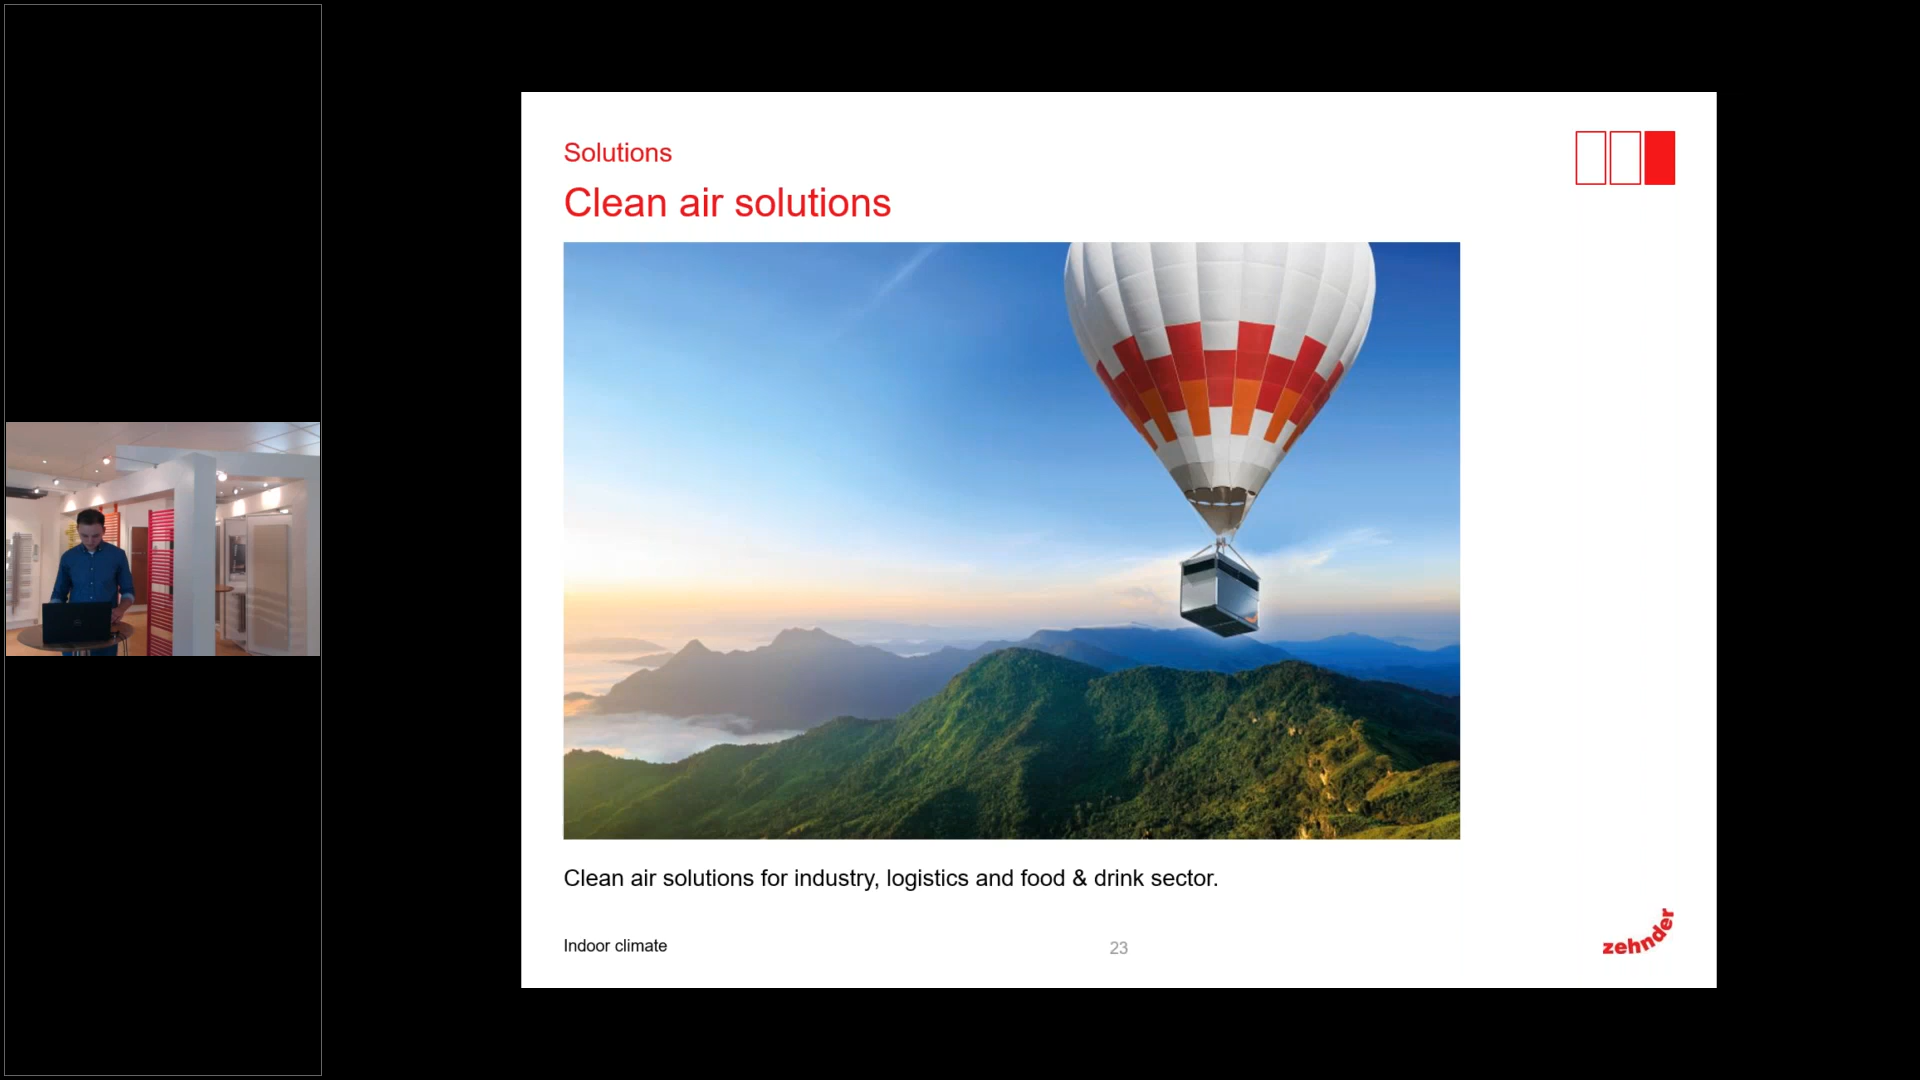 Solutions
Clean air solutions
Clean air solutions for industry, logistics and food & drink sector.
Indoor climate
23
zehnder